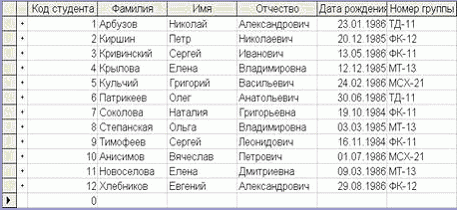 Код студента Фамилия Имя Отчество Дата рождения Номер группы
+ 1 Арбузов Николай Александрович 23.01.1986 ТД-11
+ 2 Киршин Петр Николаевич 20.12.1985 ФК-12
+ 3 Кривинский Сергей Иванович 13.05.1986 ФК-11
+ 4 Крылова Елена Владимировна 12.12.1985 МТ-13
+ 5 Кульчий Григорий Васильевич 24.02.1986 МСХ-21
+ 6 Патрикеев Олег Анатольевич 30.06.1986 ТД-11
+ 7 Соколова Наталия Григорьевна 19.10.1984 ФК-11
+ 8 Степанская Ольга Владимировна 03.03.1985 МТ-13
+ 9 Тимофеев Сергей Леонидович 16.11.1984 ФК-11
+ 10 Анисимов Вячеслав Петрович 01.07.1986 МСХ-21
+ 11 Новоселова Елена Дмитриевна 09.03.1986 МТ-13
+ 12 Хлебников Евгений Александрович 29.08.1986 ФК-12
0